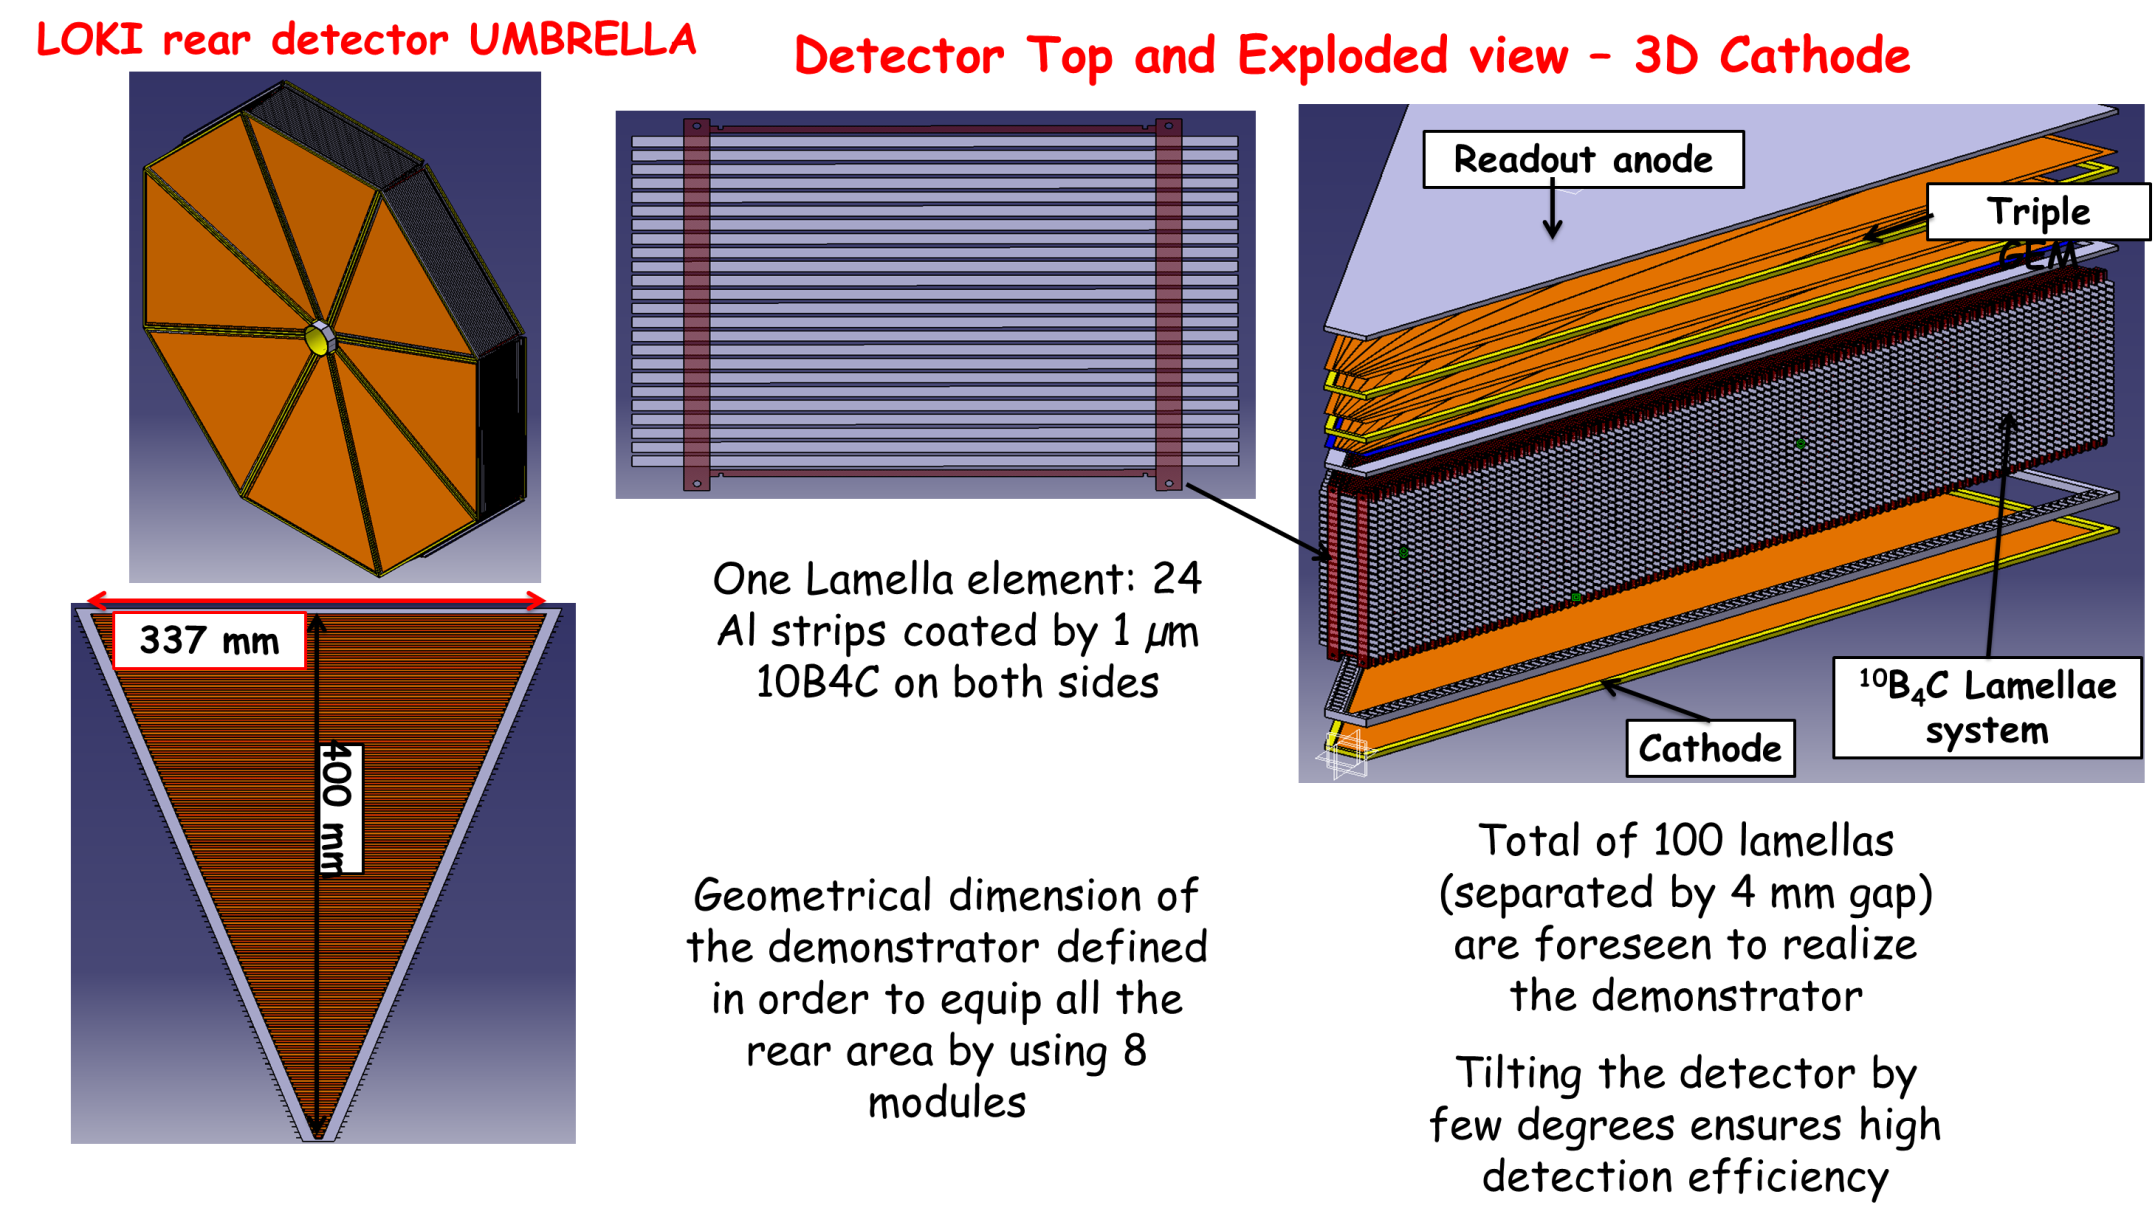 LOKI rear detector UMBRELLA
Detector Top and Exploded view – 3D Cathode
Readout anode
Triple
GEM
337 mm
400 mm
One Lamella element: 24
Al strips coated by 1 µm
10B4C on both sides
¹⁰B₄C Lamellae
system
Cathode
Geometrical dimension of
the demonstrator defined
in order to equip all the
rear area by using 8
modules
Total of 100 lamellas
(separated by 4 mm gap)
are foreseen to realize
the demonstrator
Tilting the detector by
few degrees ensures high
detection efficiency